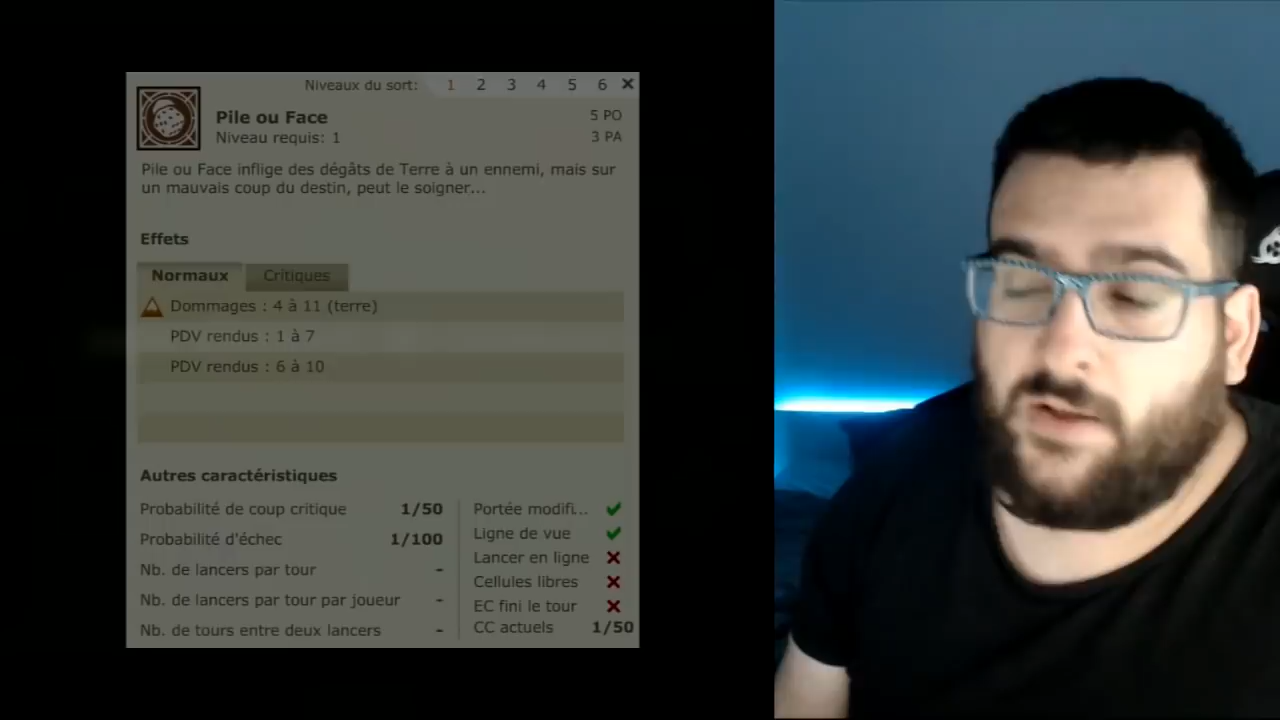 Niveaux du sort: 1 2 3 4 5 6 ✕
Pile ou Face 5 PO
Niveau requis: 1 3 PA
Pile ou Face inflige des dégâts de Terre à un ennemi, mais sur
un mauvais coup du destin, peut le soigner...
Effets
Normaux Critiques
Dommages : 4 à 11 (terre)
PDV rendus : 1 à 7
PDV rendus : 6 à 10
Autres caractéristiques
Probabilité de coup critique 1/50
Probabilité d'échec 1/100
Nb. de lancers par tour -
Nb. de lancers par tour par joueur -
Nb. de tours entre deux lancers -
Portée modifi...
Ligne de vue
Lancer en ligne
Cellules libres
EC fini le tour
CC actuels 1/50